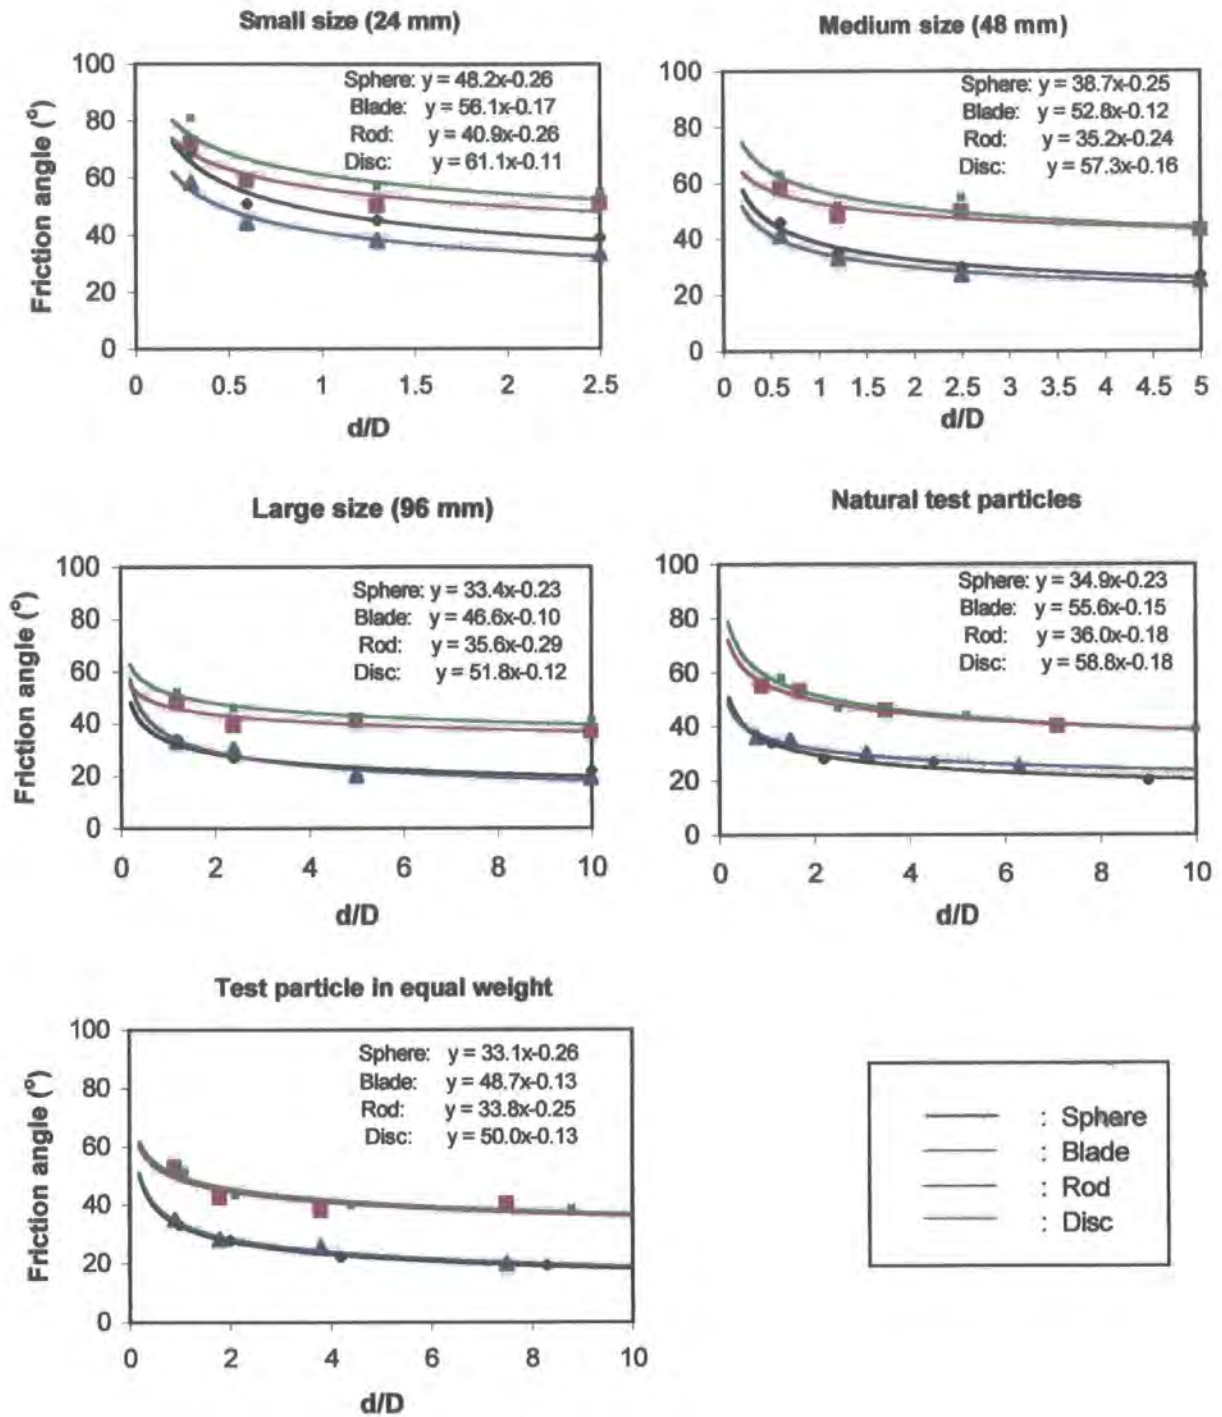 Small size (24 mm)
Friction angle (°)
100
80
60
40
20
0
Sphere: y = 48.2x-0.26
Blade: y = 56.1x-0.17
Rod: y = 40.9x-0.26
Disc: y = 61.1x-0.11
0 0.5 1 1.5 2 2.5
d/D
Medium size (48 mm)
100
80
60
40
20
0
Sphere: y = 38.7x-0.25
Blade: y = 52.8x-0.12
Rod: y = 35.2x-0.24
Disc: y = 57.3x-0.16
0 0.5 1 1.5 2 2.5 3 3.5 4 4.5 5
d/D
Large size (96 mm)
Friction angle (°)
100
80
60
40
20
0
Sphere: y = 33.4x-0.23
Blade: y = 46.6x-0.10
Rod: y = 35.6x-0.29
Disc: y = 51.8x-0.12
0 2 4 6 8 10
d/D
Natural test particles
100
80
60
40
20
0
Sphere: y = 34.9x-0.23
Blade: y = 55.6x-0.15
Rod: y = 36.0x-0.18
Disc: y = 58.8x-0.18
0 2 4 6 8 10
d/D
Test particle in equal weight
Friction angle (°)
100
80
60
40
20
0
Sphere: y = 33.1x-0.26
Blade: y = 48.7x-0.13
Rod: y = 33.8x-0.25
Disc: y = 50.0x-0.13
0 2 4 6 8 10
d/D
: Sphere
: Blade
: Rod
: Disc